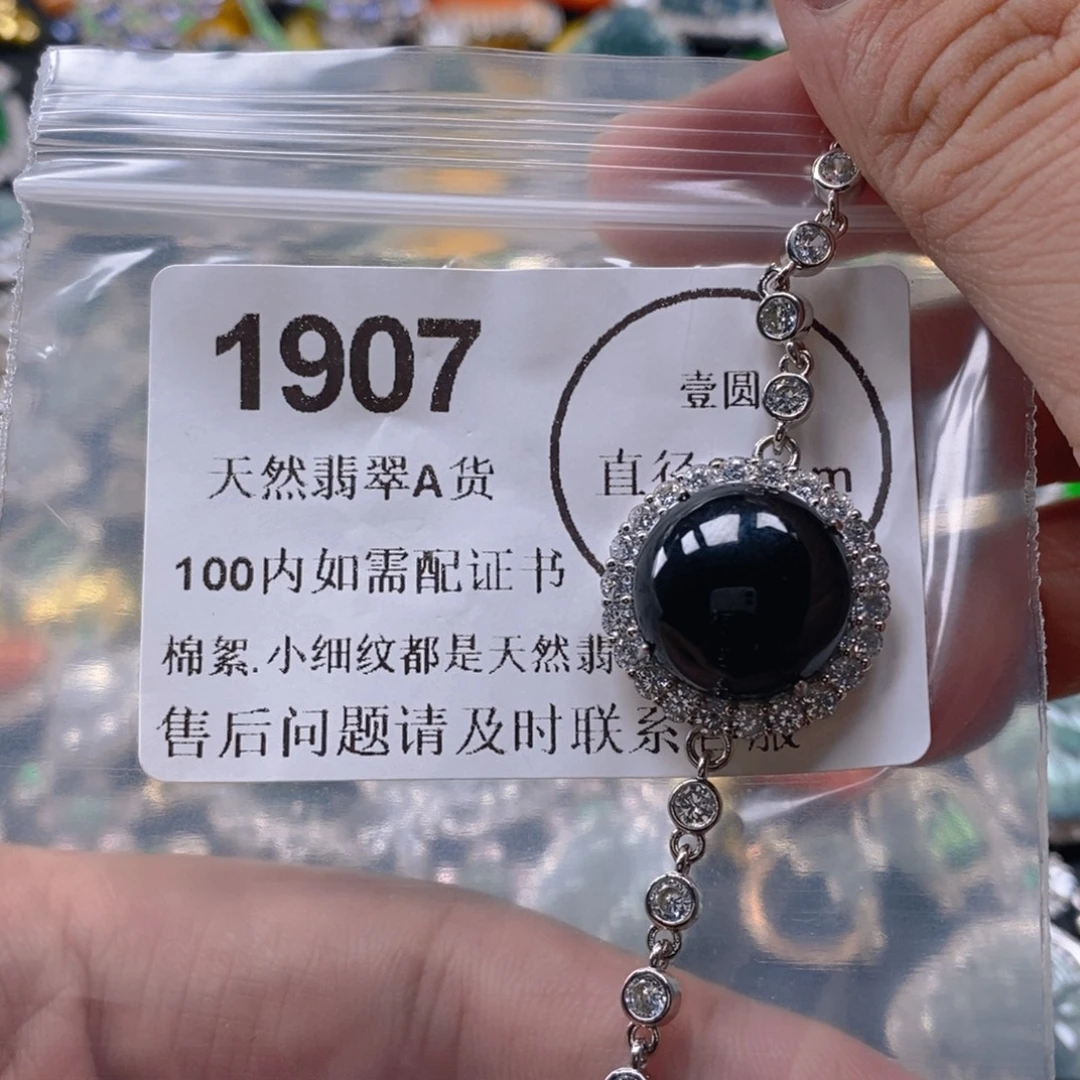 1907
壹圆
天然翡翠A货
直径 m
100内如需配证书
棉絮.小细纹都是天然翡
售后问题请及时联系客服